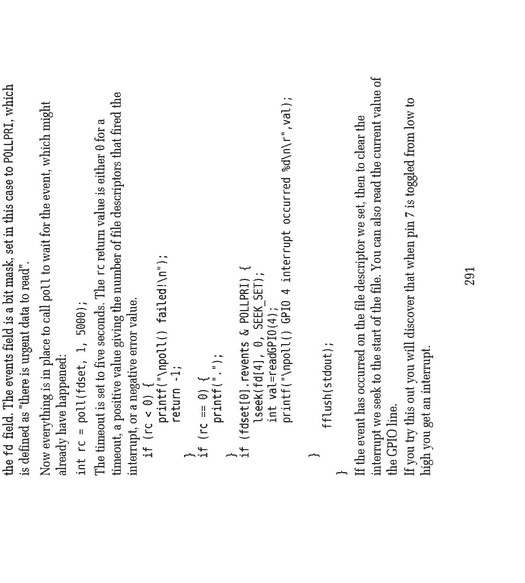 the fd field. The events field is a bit mask, set in this case to POLLPRI, which
is defined as "there is urgent data to read".
Now everything is in place to call poll to wait for the event, which might
already have happened:
int rc = poll(fdset, 1, 5000);
The timeout is set to five seconds. The rc return value is either 0 for a
timeout, a positive value giving the number of file descriptors that fired the
interrupt, or a negative error value.
if (rc < 0) {
printf("\npoll() failed!\n");
return -1;
}
if (rc == 0) {
printf(".");
}
if (fdset[0].revents & POLLPRI) {
lseek(fd[4], 0, SEEK_SET);
int val=readGPIO(4);
printf("\npoll() GPIO 4 interrupt occurred %d\n\r",val);
}
fflush(stdout);
}
If the event has occurred on the file descriptor we set, then to clear the
interrupt we seek to the start of the file. You can also read the current value of
the GPIO line.
If you try this out you will discover that when pin 7 is toggled from low to
high you get an interrupt.
291